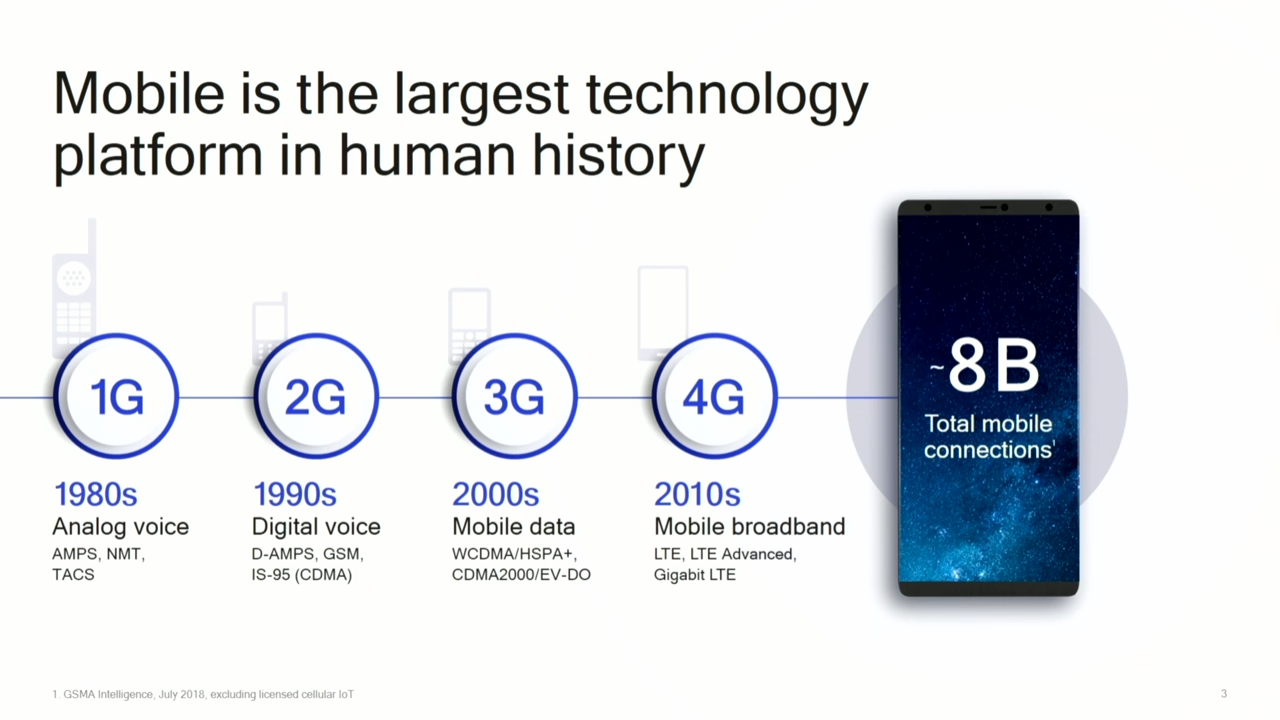 Mobile is the largest technology
platform in human history
1G
2G
3G
4G
1980s
Analog voice
AMPS, NMT,
TACS
1990s
Digital voice
D-AMPS, GSM,
IS-95 (CDMA)
2000s
Mobile data
WCDMA/HSPA+,
CDMA2000/EV-DO
2010s
Mobile broadband
LTE, LTE Advanced,
Gigabit LTE
~8B
Total mobile
connections¹
1 GSMA Intelligence, July 2018, excluding licensed cellular IoT
3